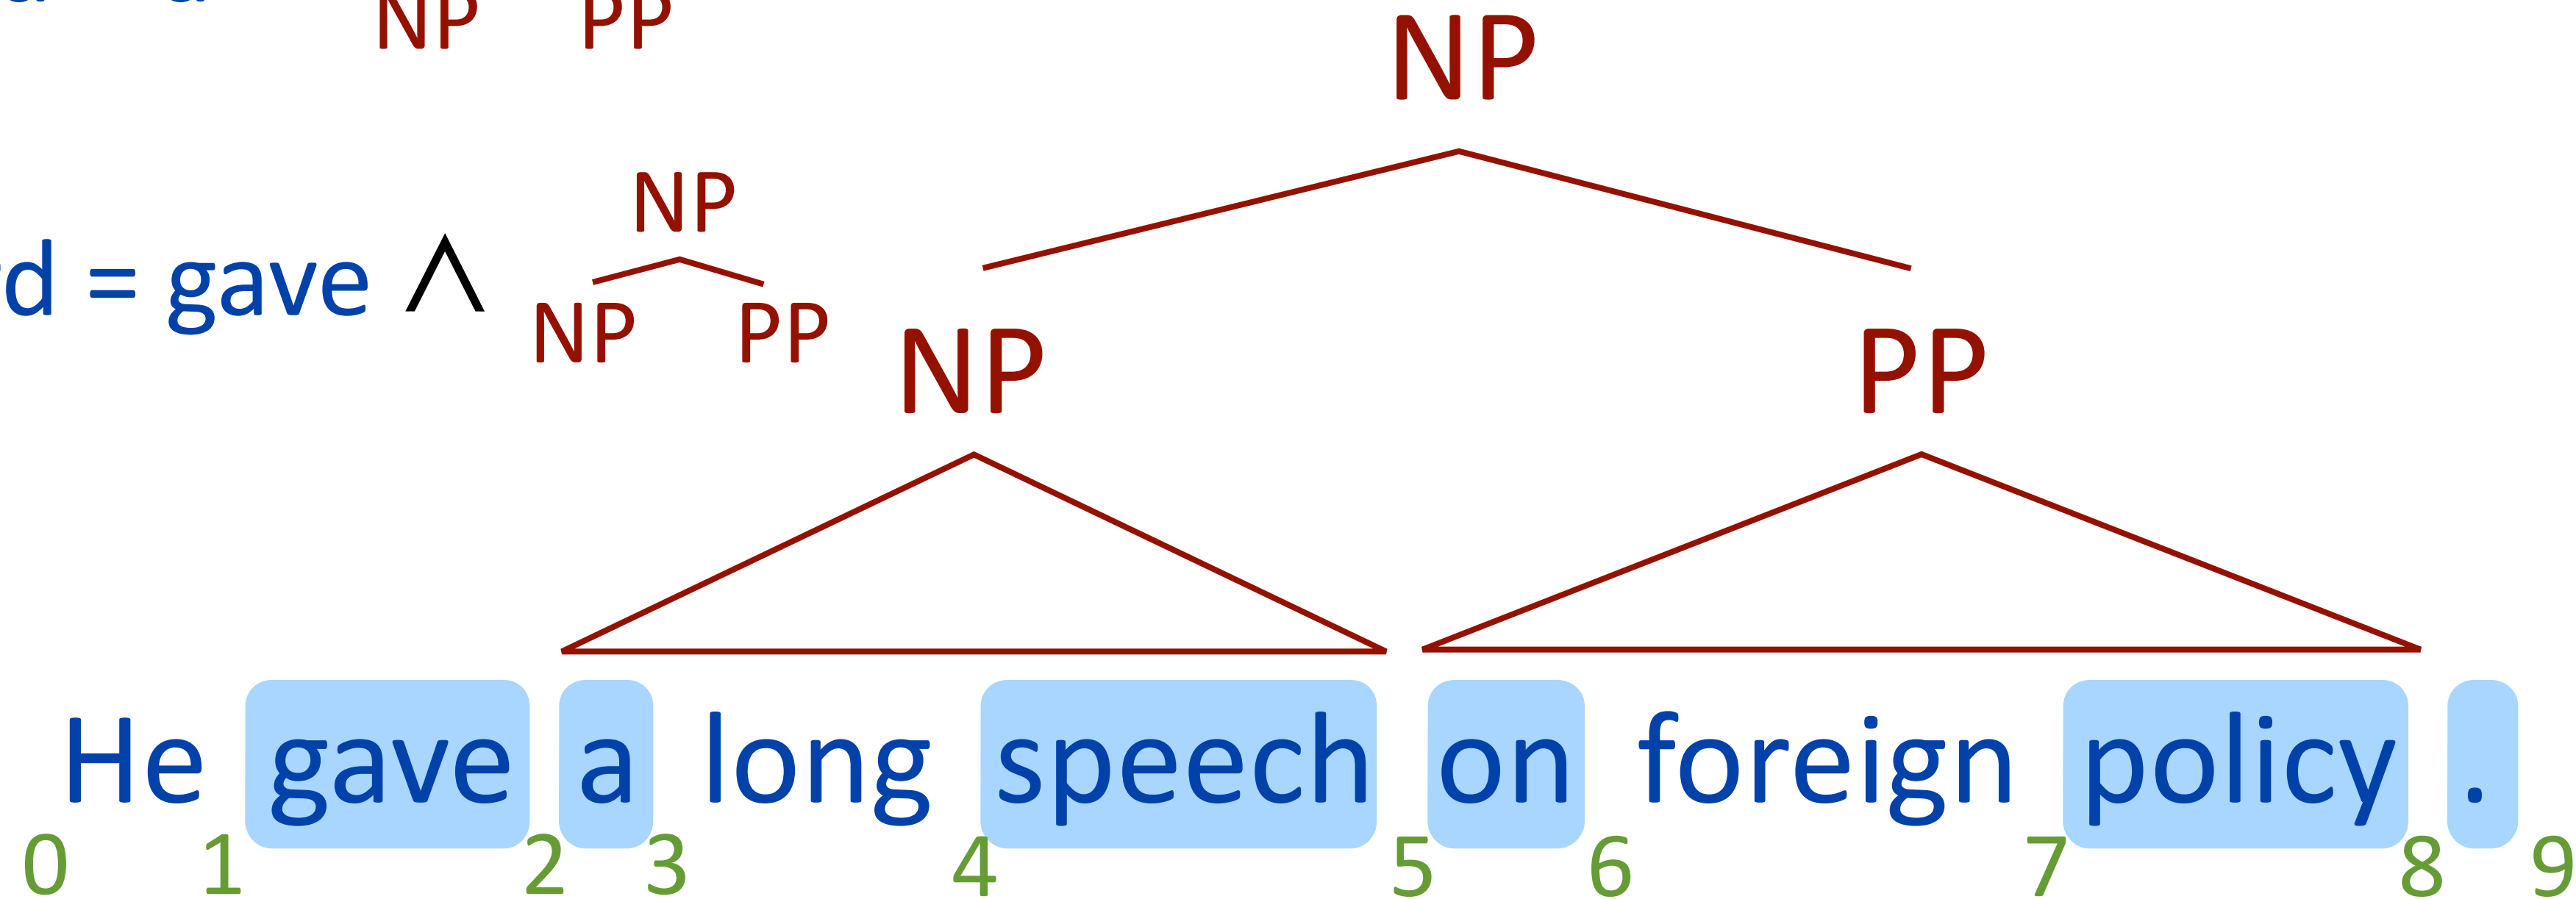 NP PP
NP
NP
d = gave ∧
NP PP
NP
PP
He gave a long speech on foreign policy .
0 1 2 3 4 5 6 7 8 9